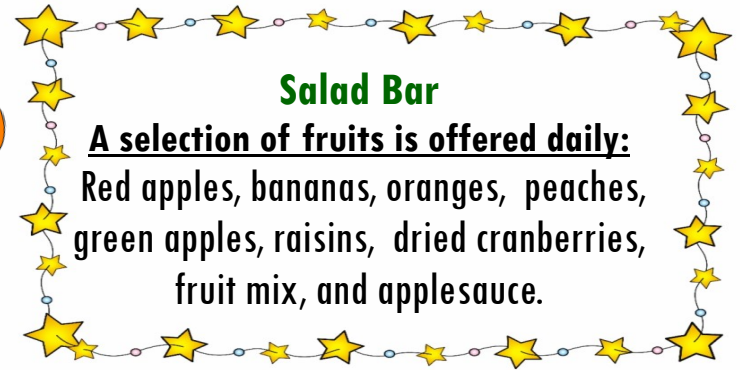 Salad Bar
A selection of fruits is offered daily:
Red apples, bananas, oranges,  peaches,
green apples, raisins,  dried cranberries,
fruit mix, and applesauce.